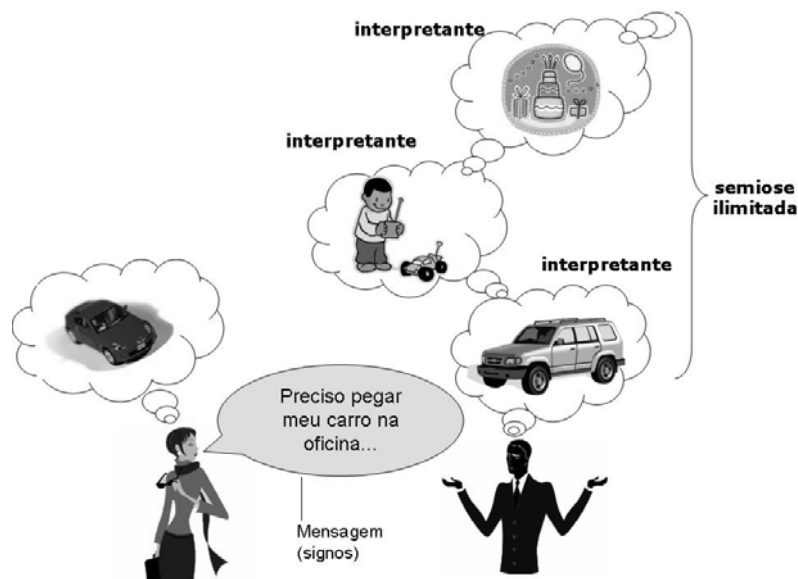 interpretante
interpretante
semiose
ilimitada
interpretante
Preciso pegar
meu carro na
oficina...
Mensagem
(signos)